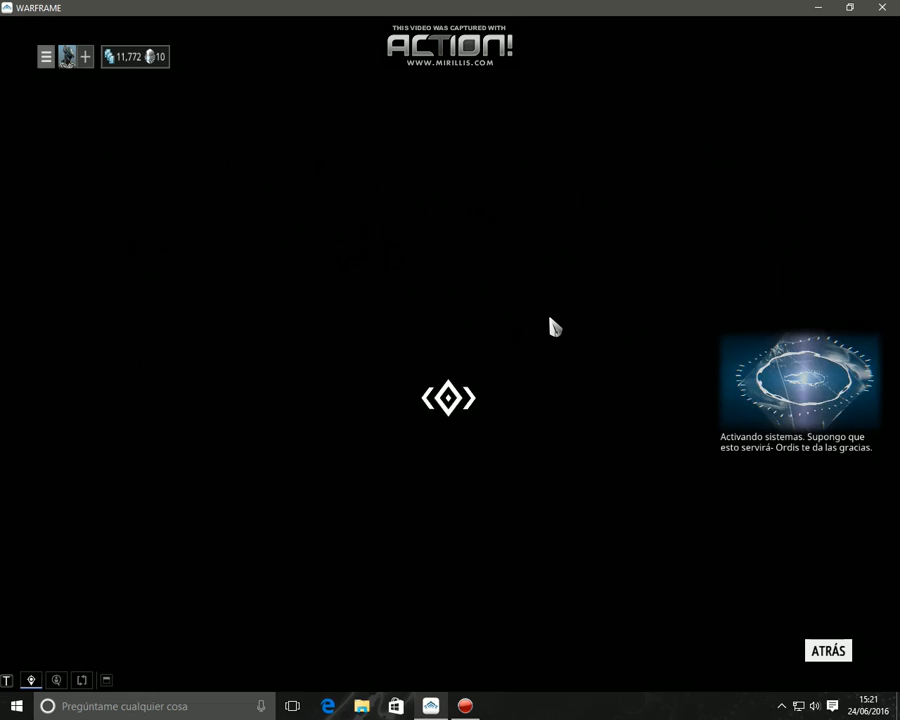 WARFRAME
THIS VIDEO WAS CAPTURED WITH
ACTION!
WWW.MIRILLIS.COM
11,772 10
Activando sistemas. Supongo que
esto servirá- Ordis te da las gracias.
ATRÁS
T
Pregúntame cualquier cosa
15:21
24/06/2016